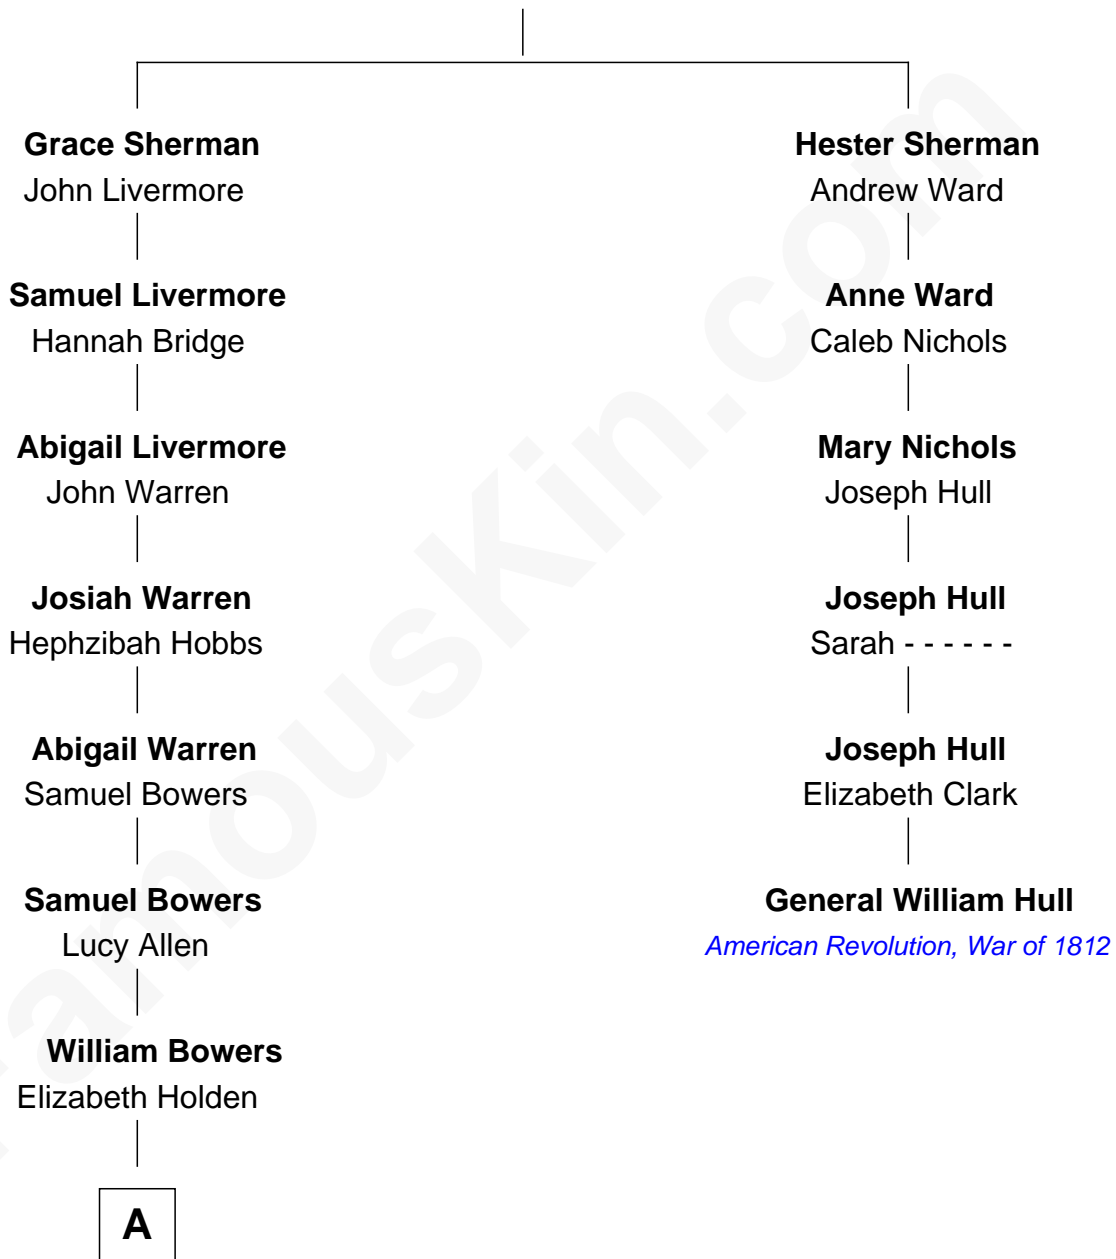 Grace Sherman
John Livermore
Hester Sherman
Andrew Ward
Samuel Livermore
Hannah Bridge
Anne Ward
Caleb Nichols
Abigail Livermore
John Warren
Mary Nichols
Joseph Hull
Josiah Warren
Hephzibah Hobbs
Joseph Hull
Sarah - - - - - -
Abigail Warren
Samuel Bowers
Joseph Hull
Elizabeth Clark
Samuel Bowers
Lucy Allen
General William Hull
American Revolution, War of 1812
William Bowers
Elizabeth Holden
A
FamousKin.com